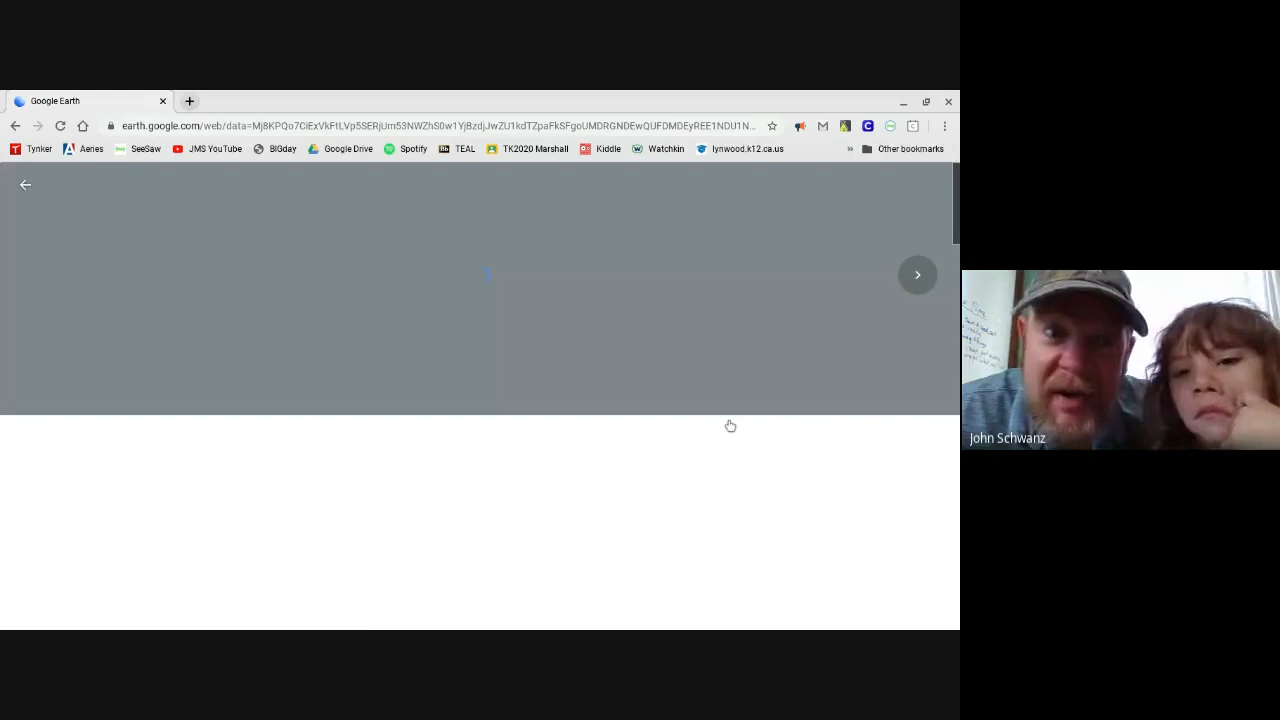 Google Earth
earth.google.com/web/data=Mj8KPQo7CiExVkFtLVp5SERjUm53NWZhS0w1YjBzdjJwZU1kdTZpaFkSFgoUMDRGNDEwQUFDMDEyREE1NDU1N...
Tynker Aeries SeeSaw JMS YouTube BIGday Google Drive Spotify TEAL TK2020 Marshall Kiddle Watchkin lynwood.k12.ca.us » Other bookmarks
John Schwanz